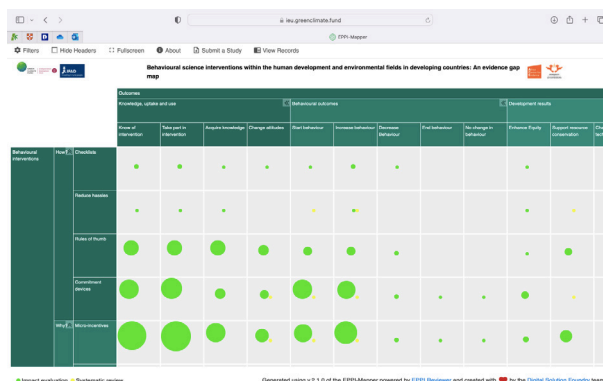 ieu.greenclimate.fund
EPPI-Mapper
Filters
Hide Headers
Fullscreen
About
Submit a Study
View Records
Behavioural science interventions within the human development and environmental fields in developing countries: An evidence gap
map
Outcomes
Knowledge, uptake and use
Behavioural outcomes
Development results
Know of
intervention
Take part in
intervention
Acquire knowledge
Change attitudes
Start behaviour
Increase behaviour
Decrease
Behaviour
End behaviour
No change in
behaviour
Enhance Equity
Support resource
conservation
Behavioural
interventions
How?
Checklists
Reduce hassles
Rules of thumb
Commitment
devices
Why?
Micro-incentives
Impact evaluation
Systematic review
Generated using v.2.1.0 of the EPPI-Mapper powered by EPPI Reviewer and created with by the Digital Solution Foundry team